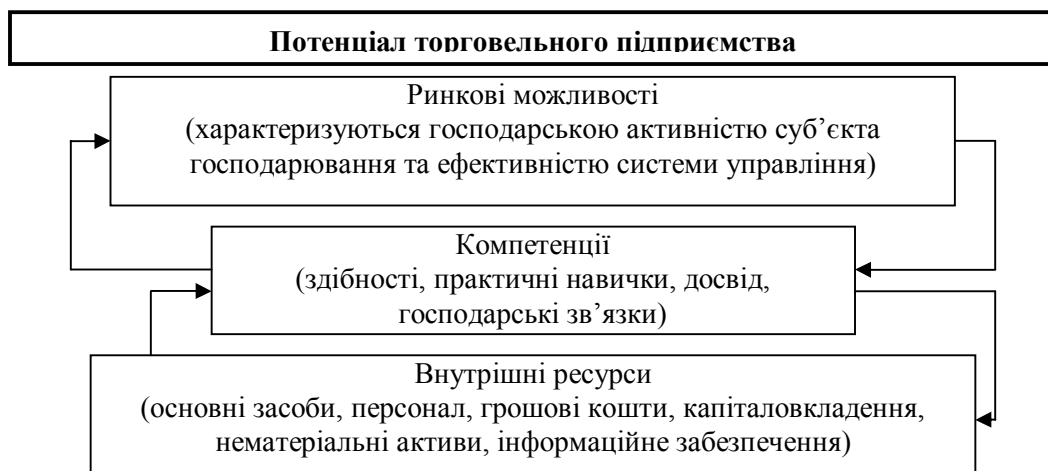 Потенціал торговельного підприємства
Ринкові можливості
(характеризуються господарською активністю суб’єкта
господарювання та ефективністю системи управління)
Компетенції
(здібності, практичні навички, досвід,
господарські зв’язки)
Внутрішні ресурси
(основні засоби, персонал, грошові кошти, капіталовкладення,
нематеріальні активи, інформаційне забезпечення)